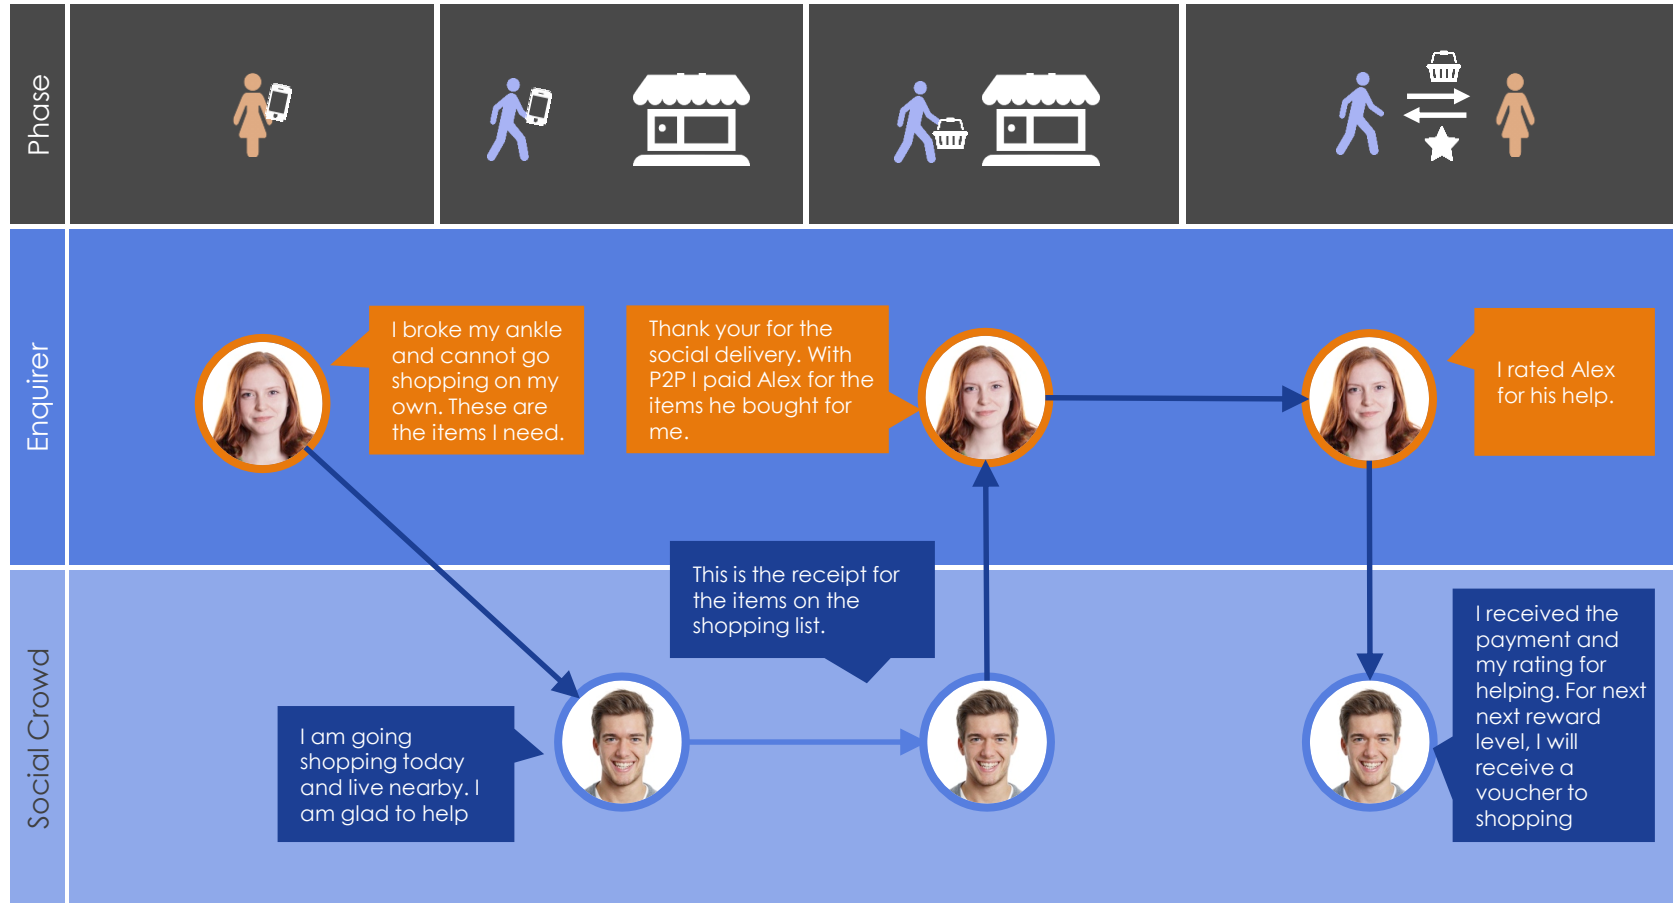 Phase
Enquirer
I broke my ankle
and cannot go
shopping on my
own. These are
the items I need.
Thank your for the
social delivery. With
P2P I paid Alex for the
items he bought for
me.
I rated Alex
for his help.
Social Crowd
I am going
shopping today
and live nearby. I
am glad to help
This is the receipt for
the items on the
shopping list.
I received the
payment and
my rating for
helping. For next
next reward
level, I will
receive a
voucher to
shopping